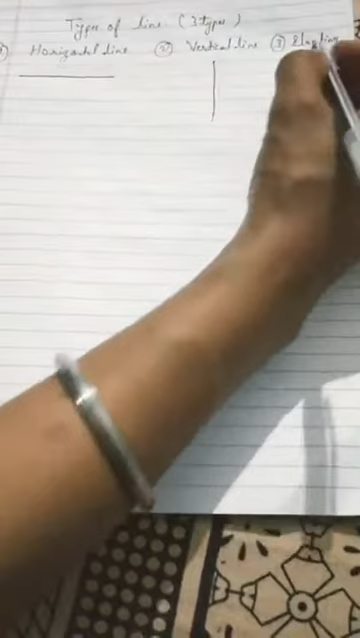 Types of line (3 types)
Horizontal line ② Vertical line ③